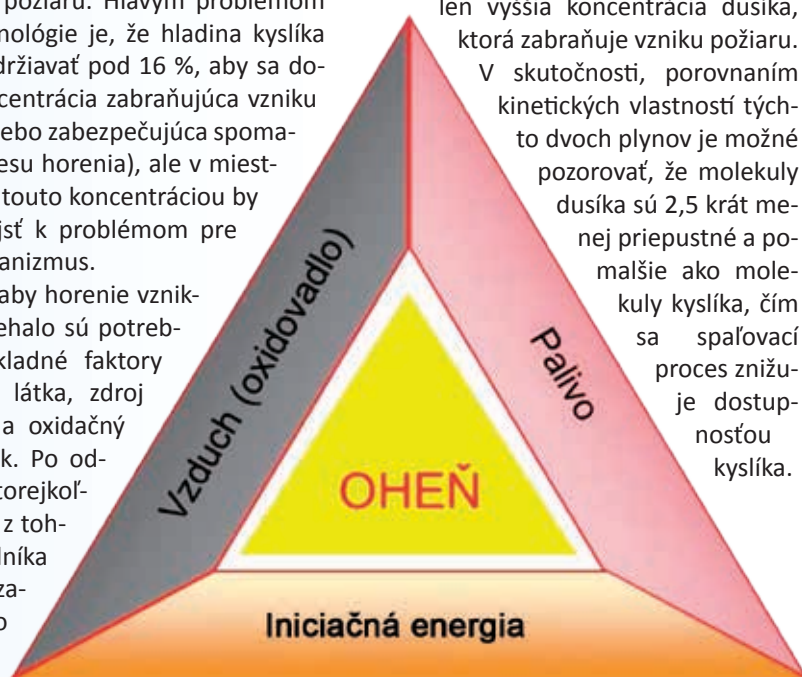 požiaru. Hlavým problémom
nológie je, že hladina kyslíka
držiavať pod 16 %, aby sa do-
centrácia zabraňujúca vzniku
ebo zabezpečujúca spoma-
esu horenia), ale v miest-
touto koncentráciou by
jsť k problémom pre
anizmus.
aby horenie vznik-
ehalo sú potreb-
kladné faktory
látka, zdroj
a oxidačný
k. Po od-
torejkoľ-
z toh-
lníka
za-
o
Vzduch (oxidovadlo)
Palivo
OHEŇ
Iniciačná energia
len vyššia koncentrácia dusíka,
ktorá zabraňuje vzniku požiaru.
V skutočnosti, porovnaním
kinetických vlastností tých-
to dvoch plynov je možné
pozorovať, že molekuly
dusíka sú 2,5 krát me-
nej priepustné a po-
malšie ako mole-
kuly kyslíka, čím
sa spaľovací
proces znižu-
je dostup-
nosťou
kyslíka.